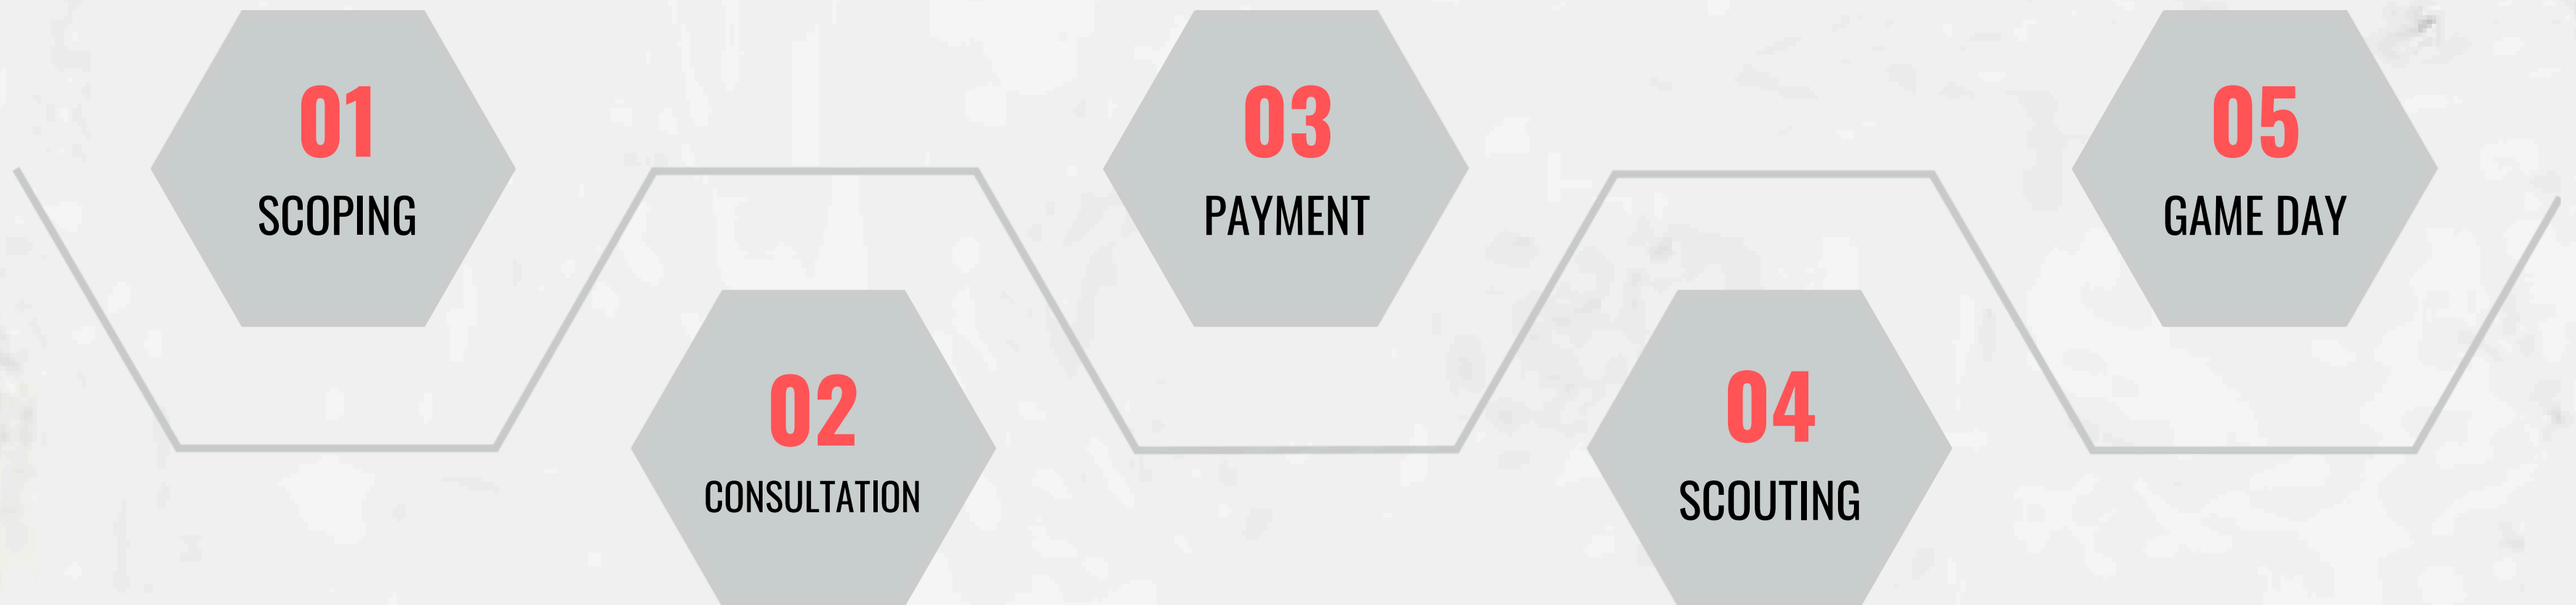 01
SCOPING
02
CONSULTATION
03
PAYMENT
04
SCOUTING
05
GAME DAY